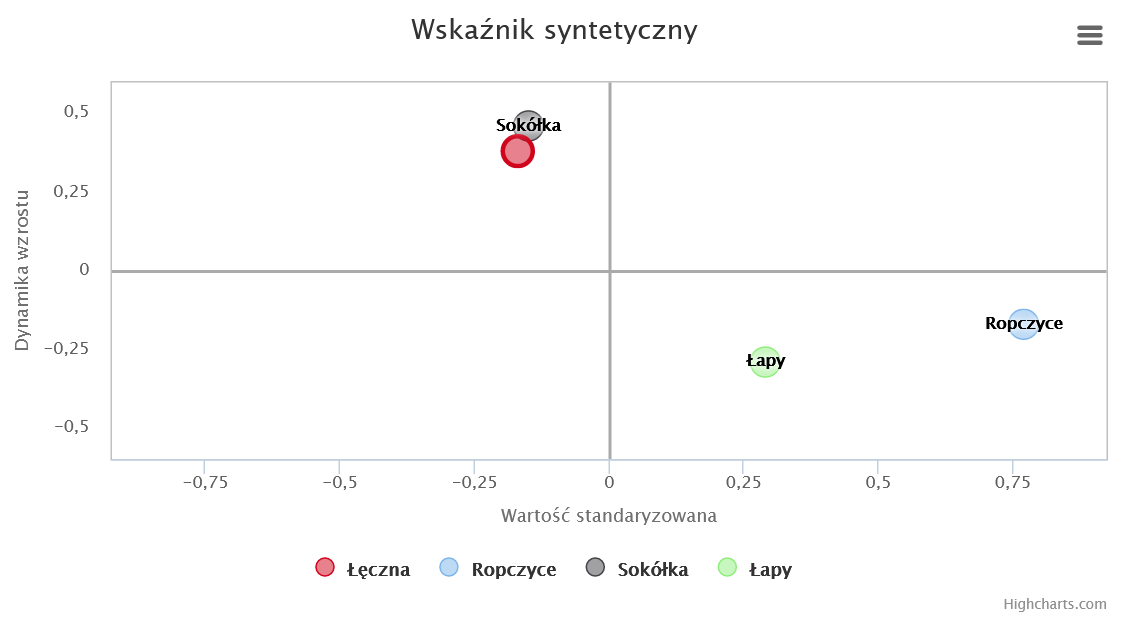 Wskaźnik syntetyczny
Dynamika wzrostu
0,5
0,25
0
−0,25
−0,5
Sokółka
Ropczyce
Łapy
−0,75
−0,5
−0,25
0
0,25
0,5
0,75
Wartość standaryzowana
Łęczna
Ropczyce
Sokółka
Łapy
Highcharts.com